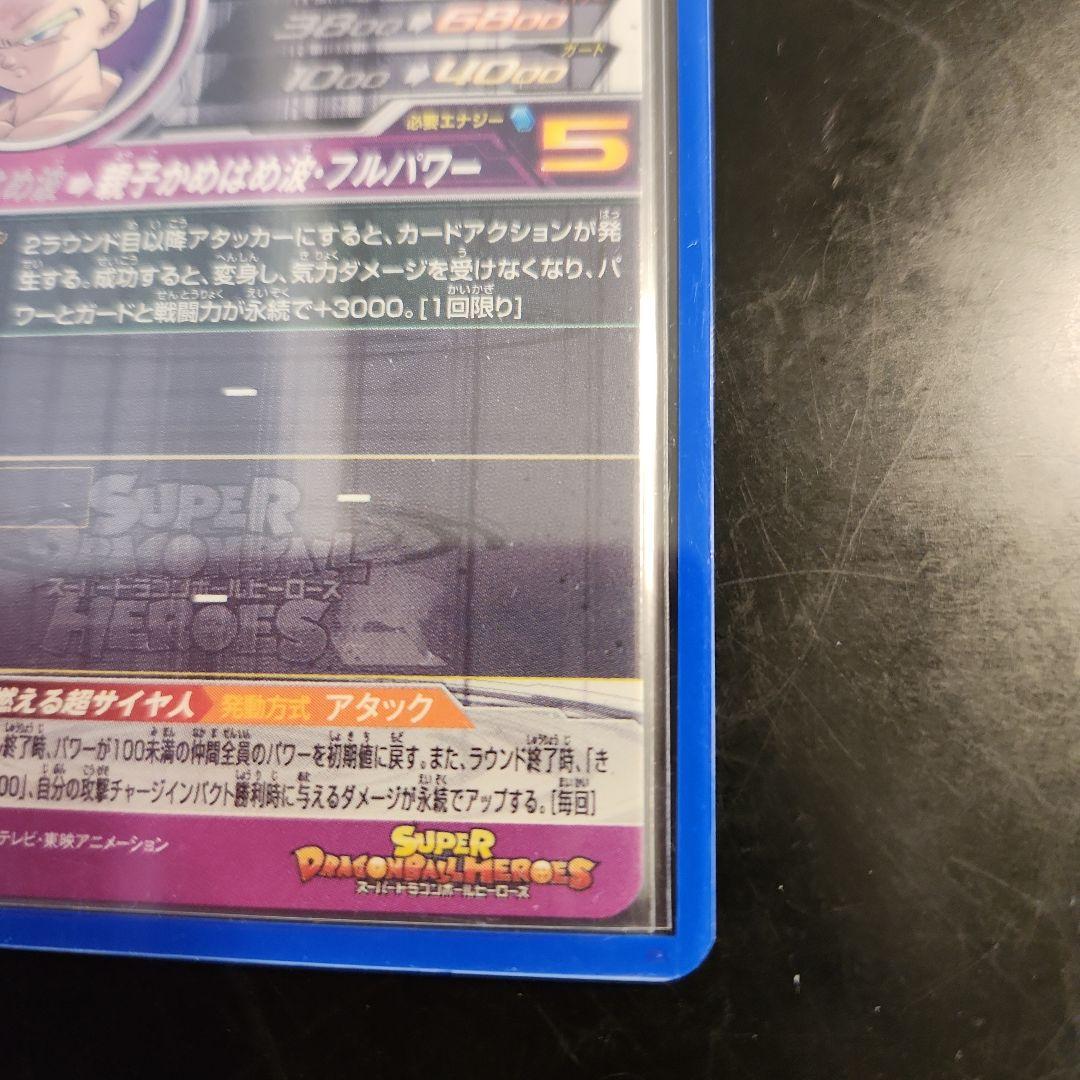 3800 6800
カード
1000 4000
必要エナジー 5
め波 親子かめはめ波・フルパワー
2ラウンド目以降アタッカーにすると、カードアクションが発
生する。成功すると、変身し、気力ダメージを受けなくなり、パ
ワーとカードと戦闘力が永続で+3000。[1回限り]
SUPER
DRAGONBALL
スーパードラゴンボールヒーローズ
HEROES
燃える超サイヤ人 発動方式 アタック
終了時、パワーが100未満の仲間全員のパワーを初期値に戻す。また、ラウンド終了時、「き
00」、自分の攻撃チャージインパクト勝利時に与えるダメージが永続でアップする。[毎回]
テレビ・東映アニメーション
SUPER
DRAGONBALL HEROES
スーパードラゴンボールヒーローズ